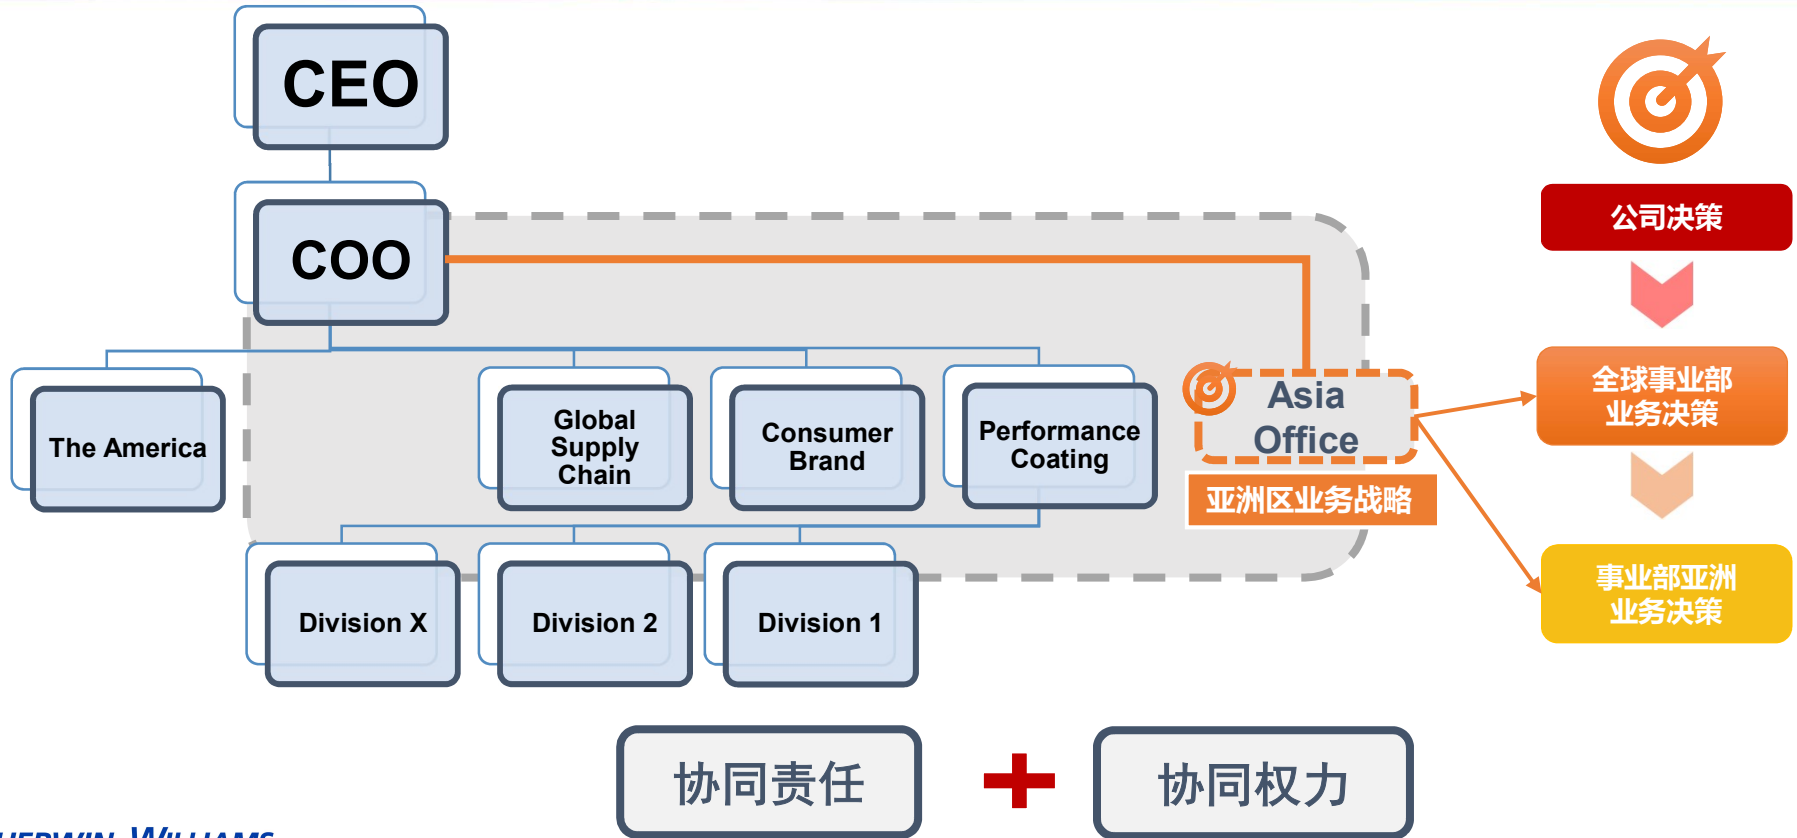 CEO
COO
公司决策
The America
Global
Supply
Chain
Consumer
Brand
Performance
Coating
Asia
Office
亚洲区业务战略
全球事业部
业务决策
Division X
Division 2
Division 1
事业部亚洲
业务决策
协同责任
协同权力